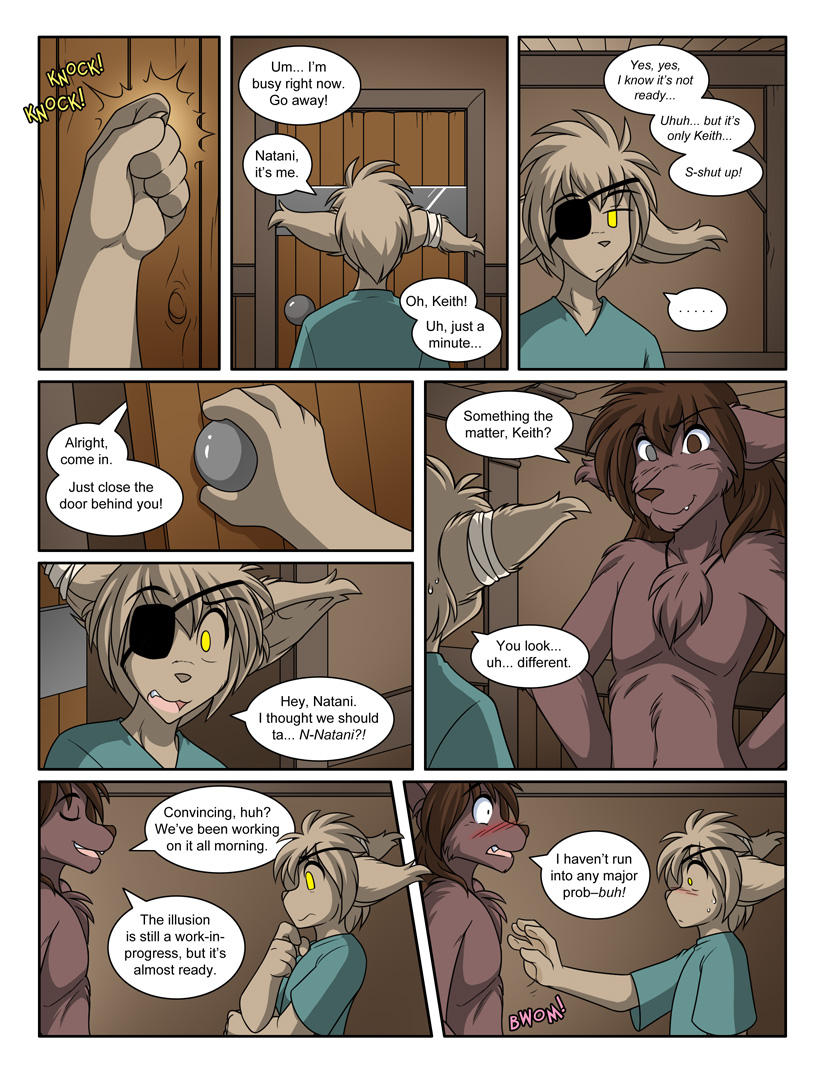 KNOCK!
KNOCK!
Um... I'm
busy right now.
Go away!
Natani,
it's me.
Oh, Keith!
Uh, just a
minute...
Yes, yes,
I know it's not
ready...
Uhuh... but it's
only Keith...
S-shut up!
. . . . .
Alright,
come in.
Just close the
door behind you!
Something the
matter, Keith?
You look...
uh... different.
Hey, Natani.
I thought we should
ta... N-Natani?!
Convincing, huh?
We've been working
on it all morning.
The illusion
is still a work-in-
progress, but it's
almost ready.
I haven't run
into any major
prob–buh!
BWOM!